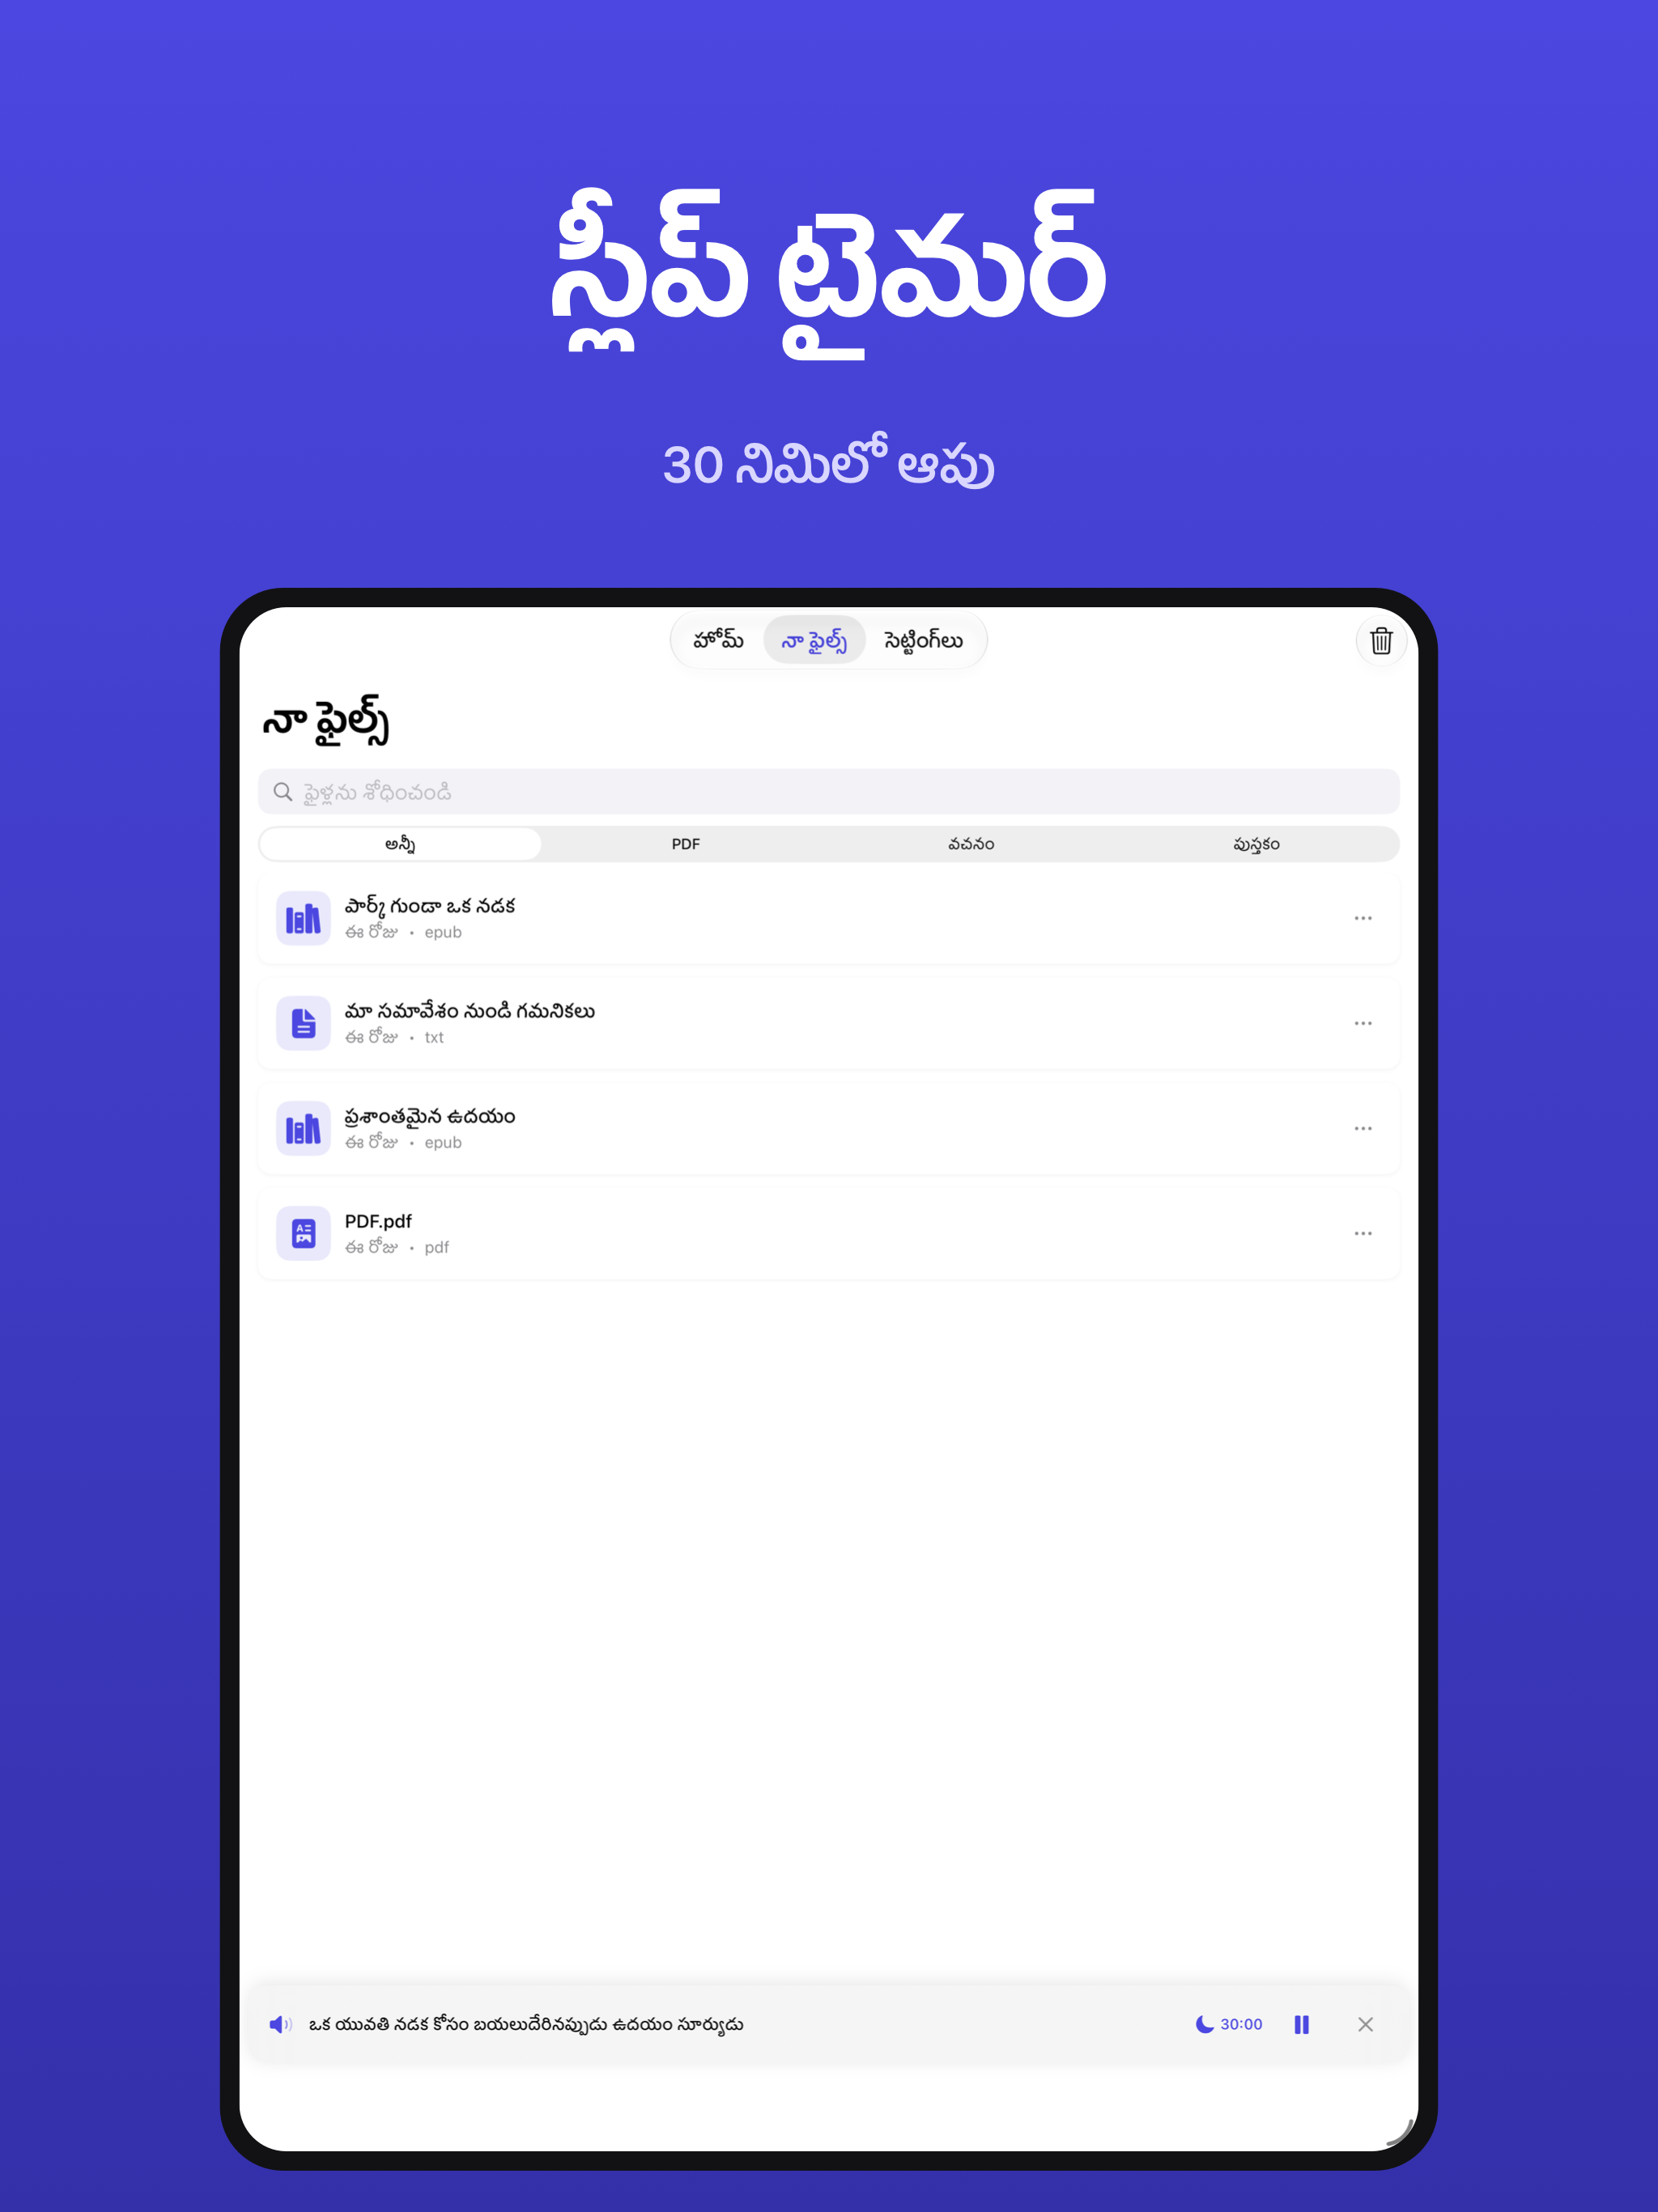 స్లీప్ టైమర్
30 నిమిలో ఆపు
హోమ్ నా ఫైల్స్ సెట్టింగ్‌లు
నా ఫైల్స్
ఫైళ్లను శోధించండి
అన్నీ PDF వచనం పుస్తకం
పార్క్ గుండా ఒక నడక
ఈ రోజు • epub
మా సమావేశం నుండి గమనికలు
ఈ రోజు • txt
ప్రశాంతమైన ఉదయం
ఈ రోజు • epub
PDF.pdf
ఈ రోజు • pdf
ఒక యువతి నడక కోసం బయలుదేరినప్పుడు ఉదయం సూర్యుడు 30:00